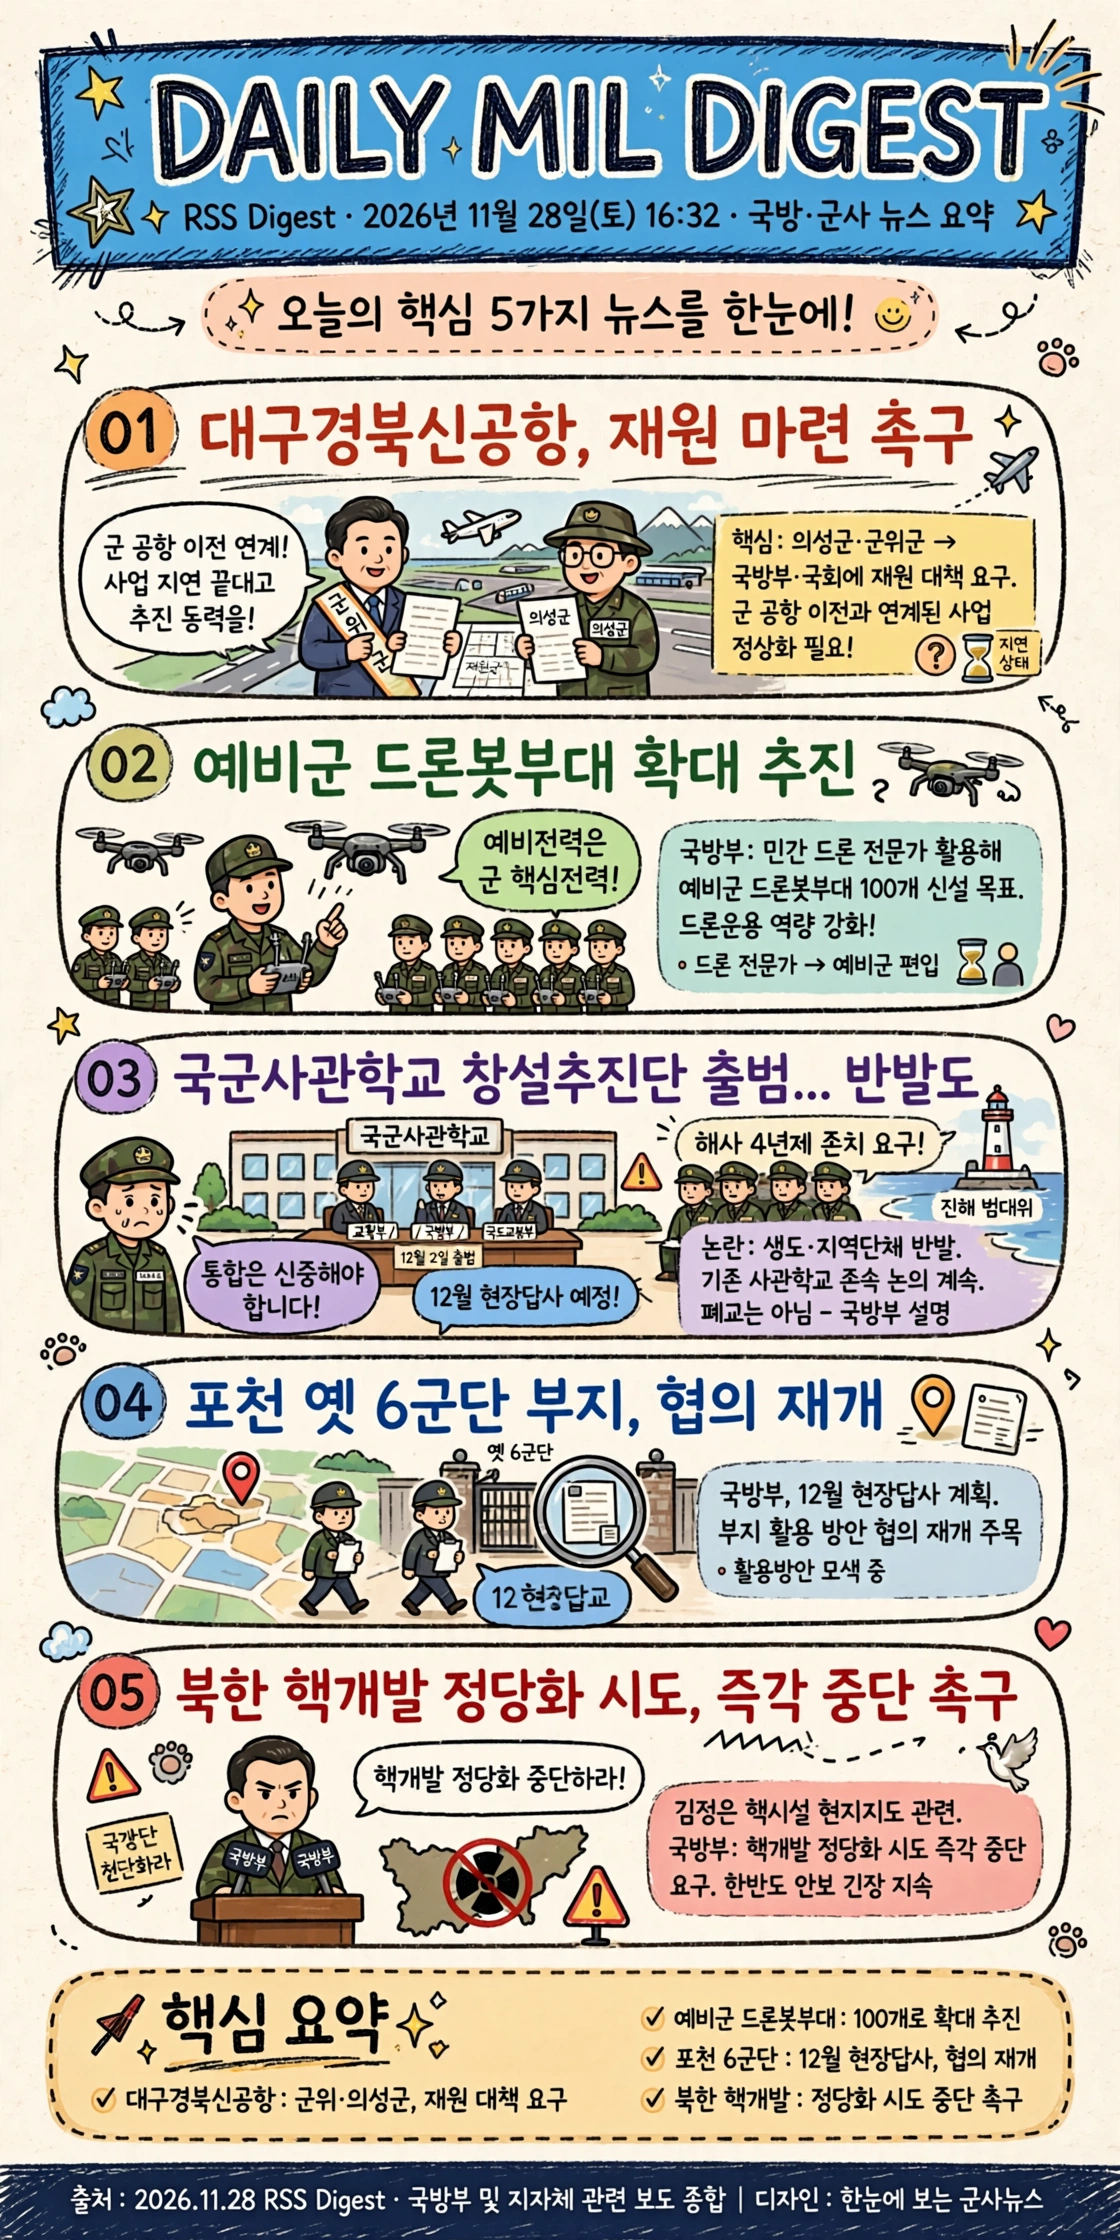 DAILY MIL DIGEST
RSS Digest · 2026년 11월 28일(토) 16:32 · 국방·군사 뉴스 요약
오늘의 핵심 5가지 뉴스를 한눈에!
01 대구경북신공항, 재원 마련 촉구
군 공항 이전 연계!
사업 지연 끝대고
추진 동력을!
의성군
의성군
핵심: 의성군·군위군 →
국방부·국회에 재원 대책 요구.
군 공항 이전과 연계된 사업
정상화 필요!
?
지연
상태
02 예비군 드론봇부대 확대 추진
예비전력은
군 핵심전력!
국방부: 민간 드론 전문가 활용해
예비군 드론봇부대 100개 신설 목표.
드론운용 역량 강화!
• 드론 전문가 → 예비군 편입
03 국군사관학교 창설추진단 출범... 반발도
국군사관학교
12월 2일 출범
통합은 신중해야
합니다!
12월 현장답사 예정!
해사 4년제 존치 요구!
진해 범대위
논란: 생도·지역단채 반발.
기존 사관학교 존속 논의 계속.
폐교는 아님 – 국방부 설명
04 포천 옛 6군단 부지, 협의 재개
옛 6군단
12 현장답교
국방부, 12월 현장답사 계획.
부지 활용 방안 협의 재개 주목
• 활용방안 모색 중
05 북한 핵개발 정당화 시도, 즉각 중단 촉구
천단화라
국방부
국방부
핵개발 정당화 중단하라!
김정은 핵시설 현지지도 관련.
국방부: 핵개발 정당화 시도 즉각 중단
요구. 한반도 안보 긴장 지속
핵심 요약
대구경북신공항: 군위·의성군, 재원 대책 요구
예비군 드론봇부대: 100개로 확대 추진
포천 6군단 : 12월 현장답사, 협의 재개
북한 핵개발 : 정당화 시도 중단 촉구
출처 : 2026.11.28 RSS Digest · 국방부 및 지자체 관련 보도 종합 | 디자인 : 한눈에 보는 군사뉴스